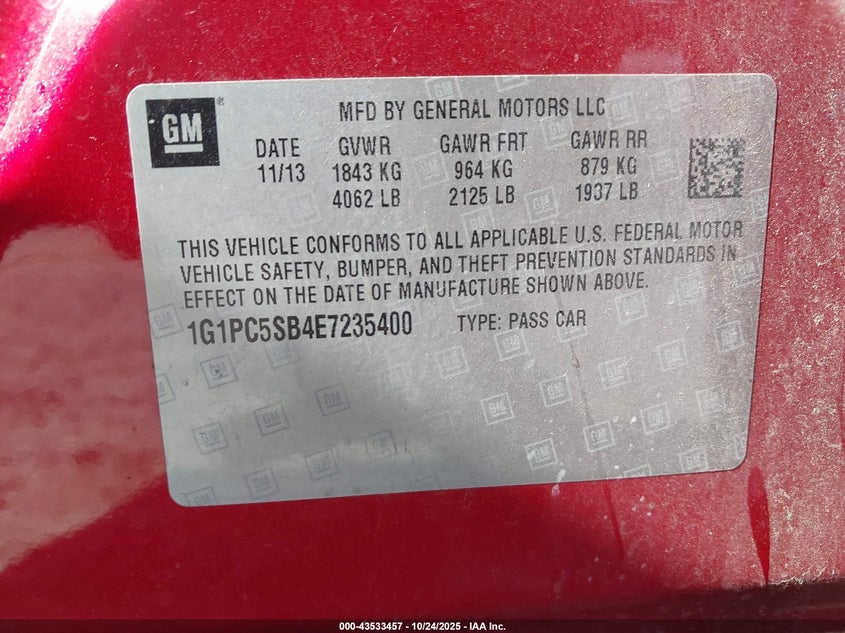 GM
®
MFD BY GENERAL MOTORS LLC
DATE GVWR GAWR FRT GAWR RR
11/13 1843 KG 964 KG 879 KG
4062 LB 2125 LB 1937 LB
THIS VEHICLE CONFORMS TO ALL APPLICABLE U.S. FEDERAL MOTOR
VEHICLE SAFETY, BUMPER, AND THEFT PREVENTION STANDARDS IN
EFFECT ON THE DATE OF MANUFACTURE SHOWN ABOVE.
1G1PC5SB4E7235400 TYPE: PASS CAR
000-43533457 - 10/24/2025 - IAA Inc.